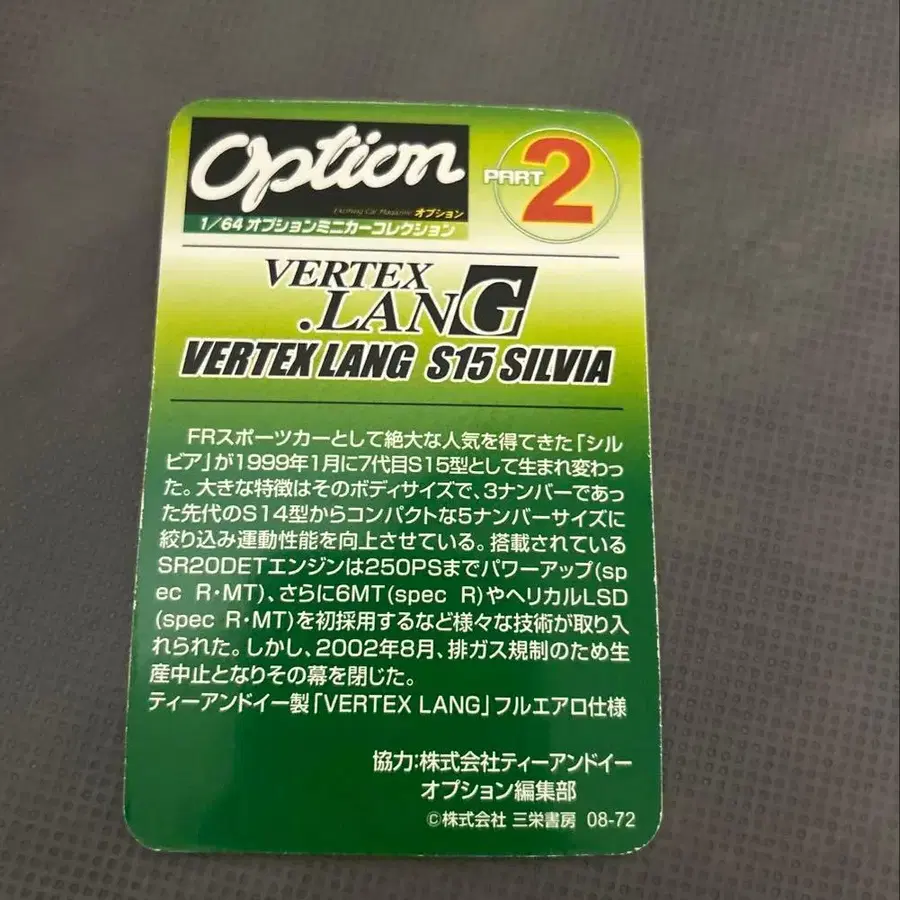 Option
PART 2
Exciting Car Magazine オプション
1/64 オプションミニカーコレクション
VERTEX
.LANG
VERTEX LANG S15 SILVIA
FRスポーツカーとして絶大な人気を得てきた「シル
ビア」が1999年1月に7代目S15型として生まれ変わっ
た。大きな特徴はそのボディサイズで、3ナンバーであっ
た先代のS14型からコンパクトな5ナンバーサイズに
絞り込み運動性能を向上させている。搭載されている
SR20DETエンジンは250PSまでパワーアップ(sp
ec R・MT)、さらに6MT(spec R)やヘリカルLSD
(spec R・MT)を初採用するなど様々な技術が取り入
れられた。しかし、2002年8月、排ガス規制のため生
産中止となりその幕を閉じた。
ティーアンドイー製「VERTEX LANG」フルエアロ仕様
協力:株式会社ティーアンドイー
オプション編集部
©株式会社 三栄書房 08-72